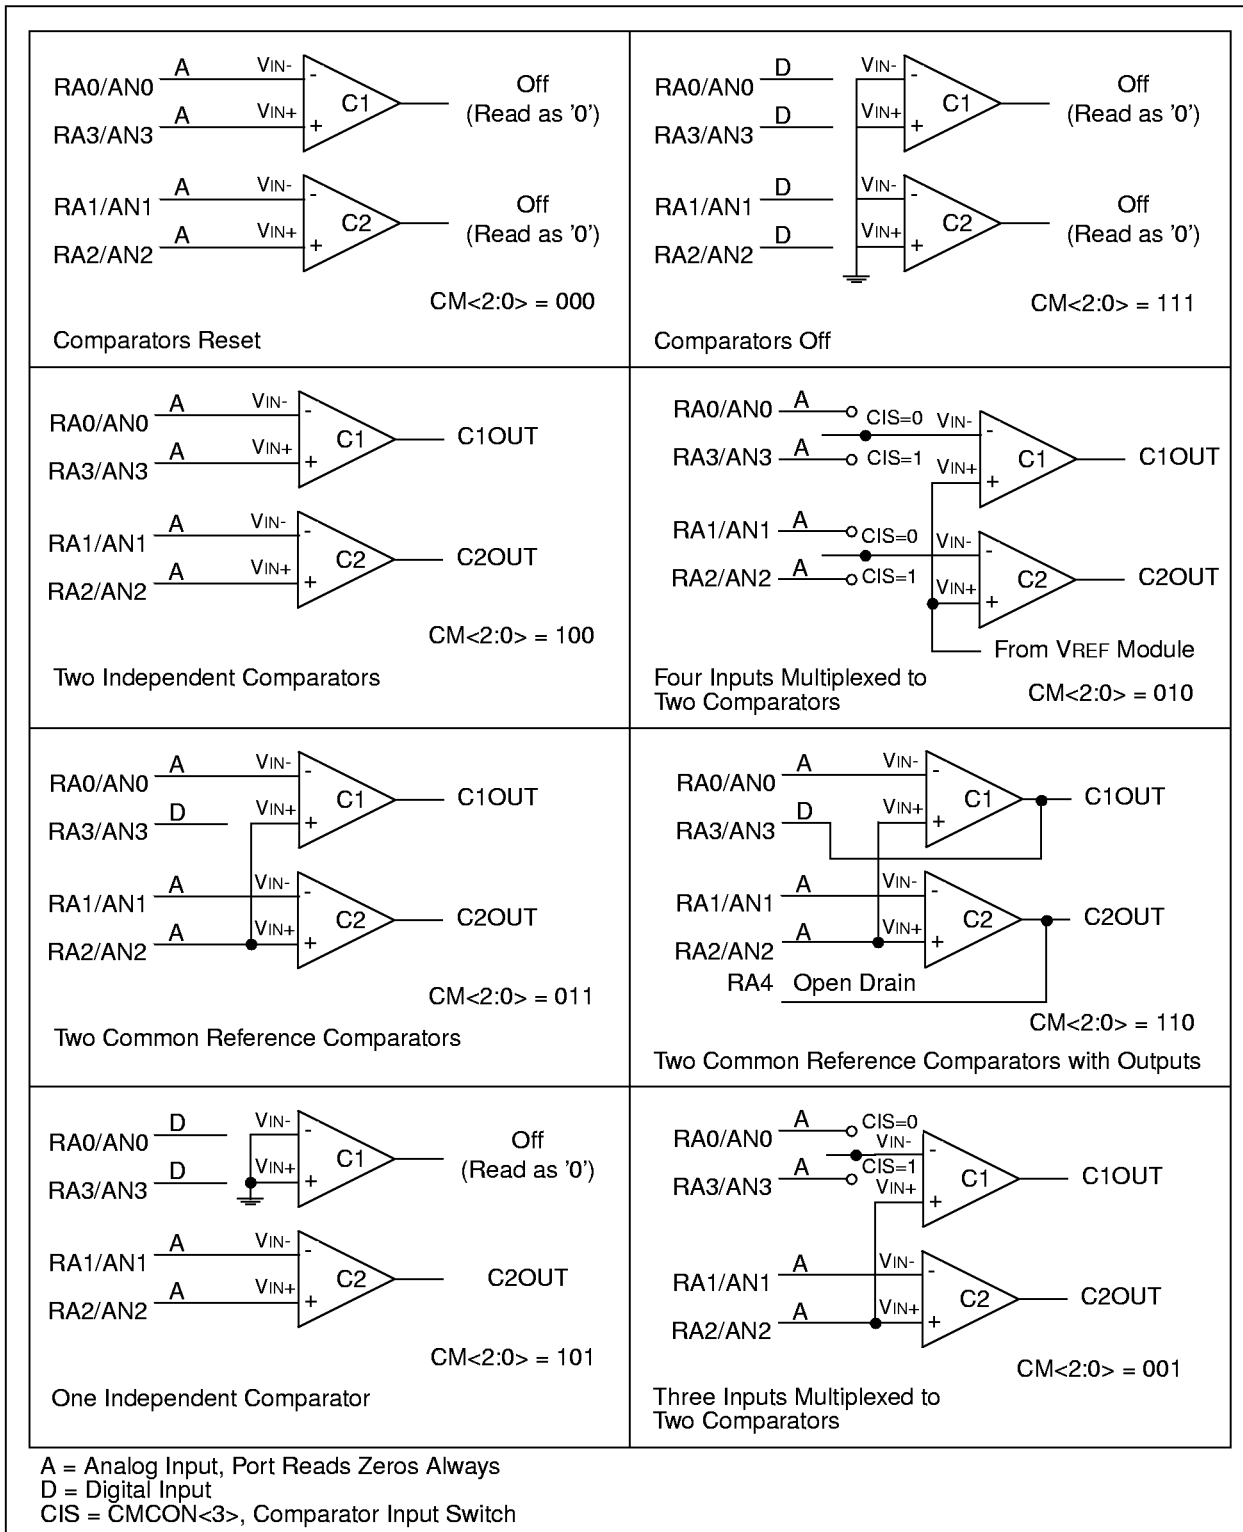 RA0/AN0 A VIN- - C1 Off
RA3/AN3 A VIN+ + (Read as '0')
RA1/AN1 A VIN- - C2 Off
RA2/AN2 A VIN+ + (Read as '0')
CM<2:0> = 000
Comparators Reset
RA0/AN0 D VIN- - C1 Off
RA3/AN3 D VIN+ + (Read as '0')
RA1/AN1 D VIN- - C2 Off
RA2/AN2 D VIN+ + (Read as '0')
CM<2:0> = 111
Comparators Off
RA0/AN0 A VIN- - C1 C1OUT
RA3/AN3 A VIN+ +
RA1/AN1 A VIN- - C2 C2OUT
RA2/AN2 A VIN+ +
CM<2:0> = 100
Two Independent Comparators
RA0/AN0 A CIS=0 VIN- - C1 C1OUT
RA3/AN3 A CIS=1 VIN+ +
RA1/AN1 A CIS=0 VIN- - C2 C2OUT
RA2/AN2 A CIS=1 VIN+ +
From VREF Module
Four Inputs Multiplexed to
Two Comparators
CM<2:0> = 010
RA0/AN0 A VIN- - C1 C1OUT
RA3/AN3 D VIN+ +
RA1/AN1 A VIN- - C2 C2OUT
RA2/AN2 A VIN+ +
CM<2:0> = 011
Two Common Reference Comparators
RA0/AN0 A VIN- - C1 C1OUT
RA3/AN3 D VIN+ +
RA1/AN1 A VIN- - C2 C2OUT
RA2/AN2 A VIN+ +
RA4 Open Drain
CM<2:0> = 110
Two Common Reference Comparators with Outputs
RA0/AN0 D VIN- - C1 Off
RA3/AN3 D VIN+ + (Read as '0')
RA1/AN1 A VIN- - C2 C2OUT
RA2/AN2 A VIN+ +
CM<2:0> = 101
One Independent Comparator
RA0/AN0 A CIS=0 VIN- - C1 C1OUT
RA3/AN3 A CIS=1 VIN+ +
RA1/AN1 A VIN- - C2 C2OUT
RA2/AN2 A VIN+ +
CM<2:0> = 001
Three Inputs Multiplexed to
Two Comparators
A = Analog Input, Port Reads Zeros Always
D = Digital Input
CIS = CMCON<3>, Comparator Input Switch